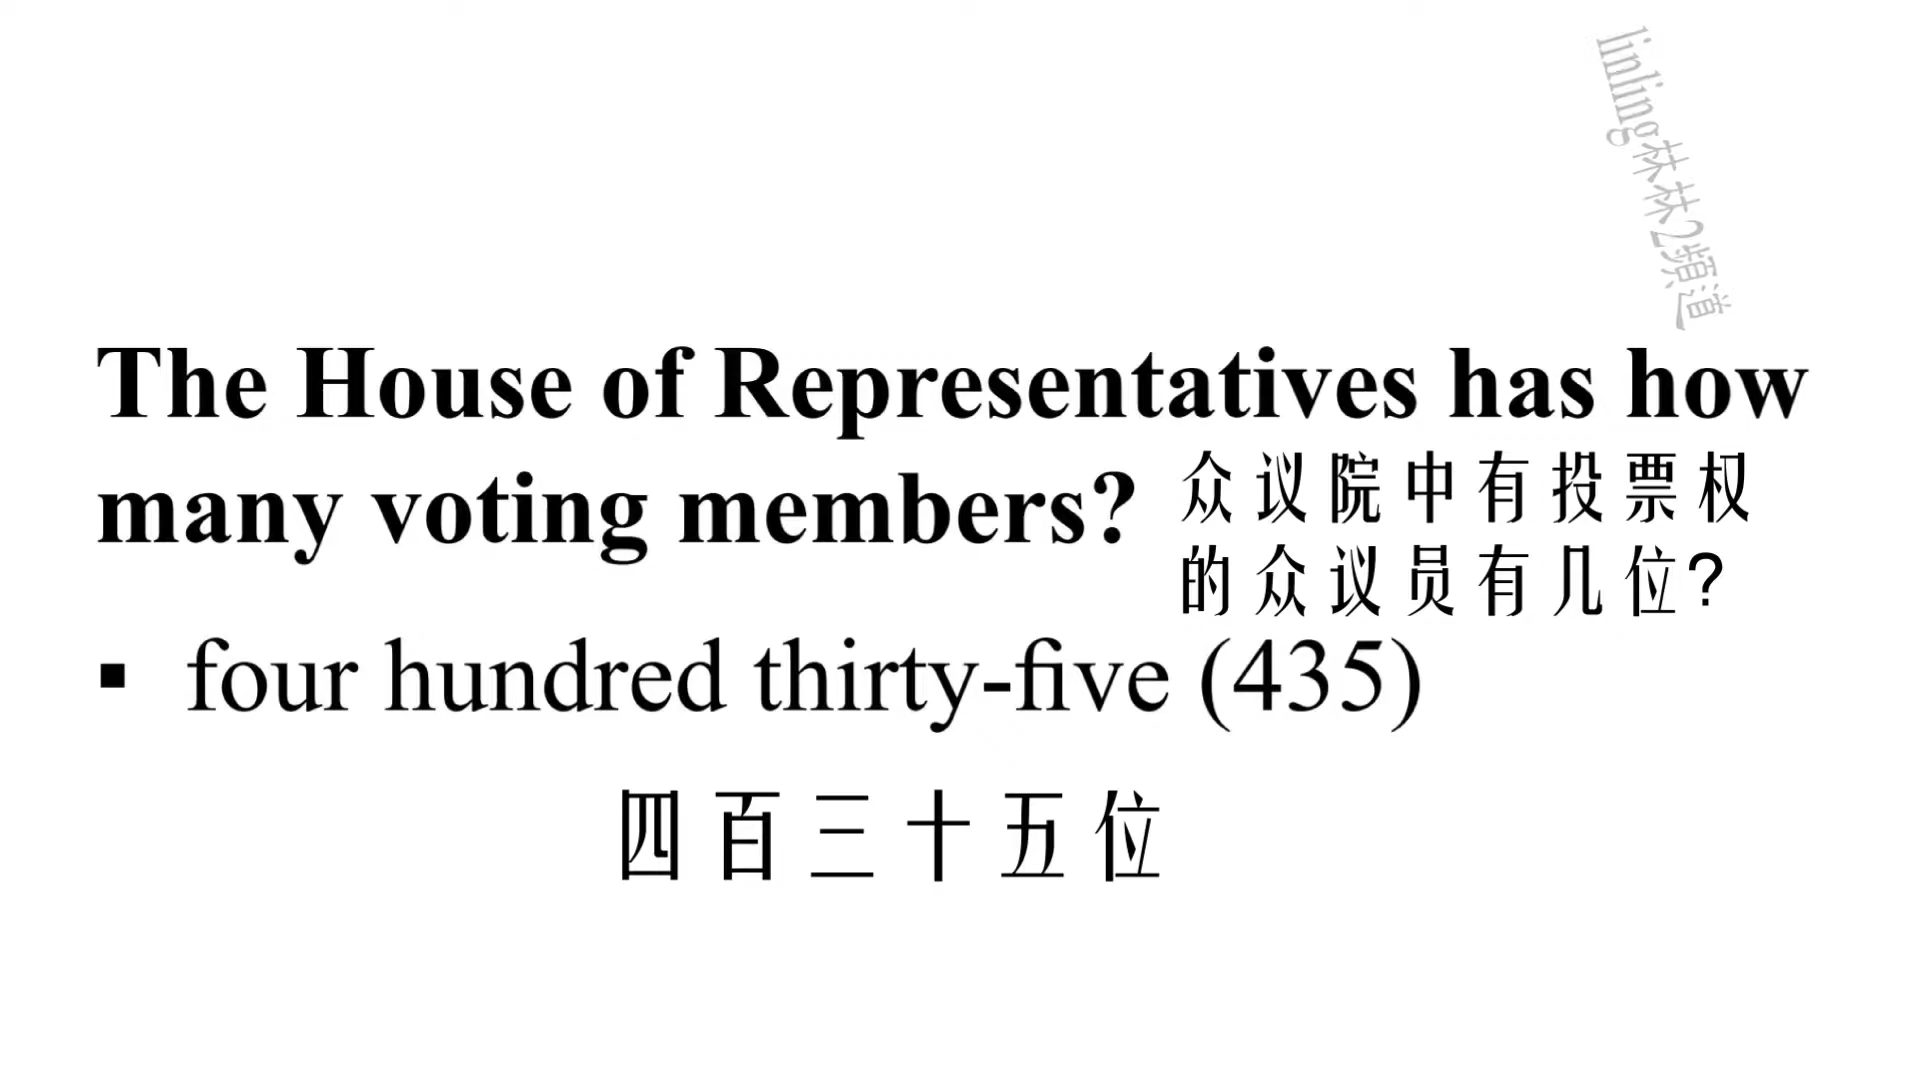 linling林林2頻道
The House of Representatives has how
many voting members?
众议院中有投票权
的众议员有几位?
▪ four hundred thirty-five (435)
四百三十五位